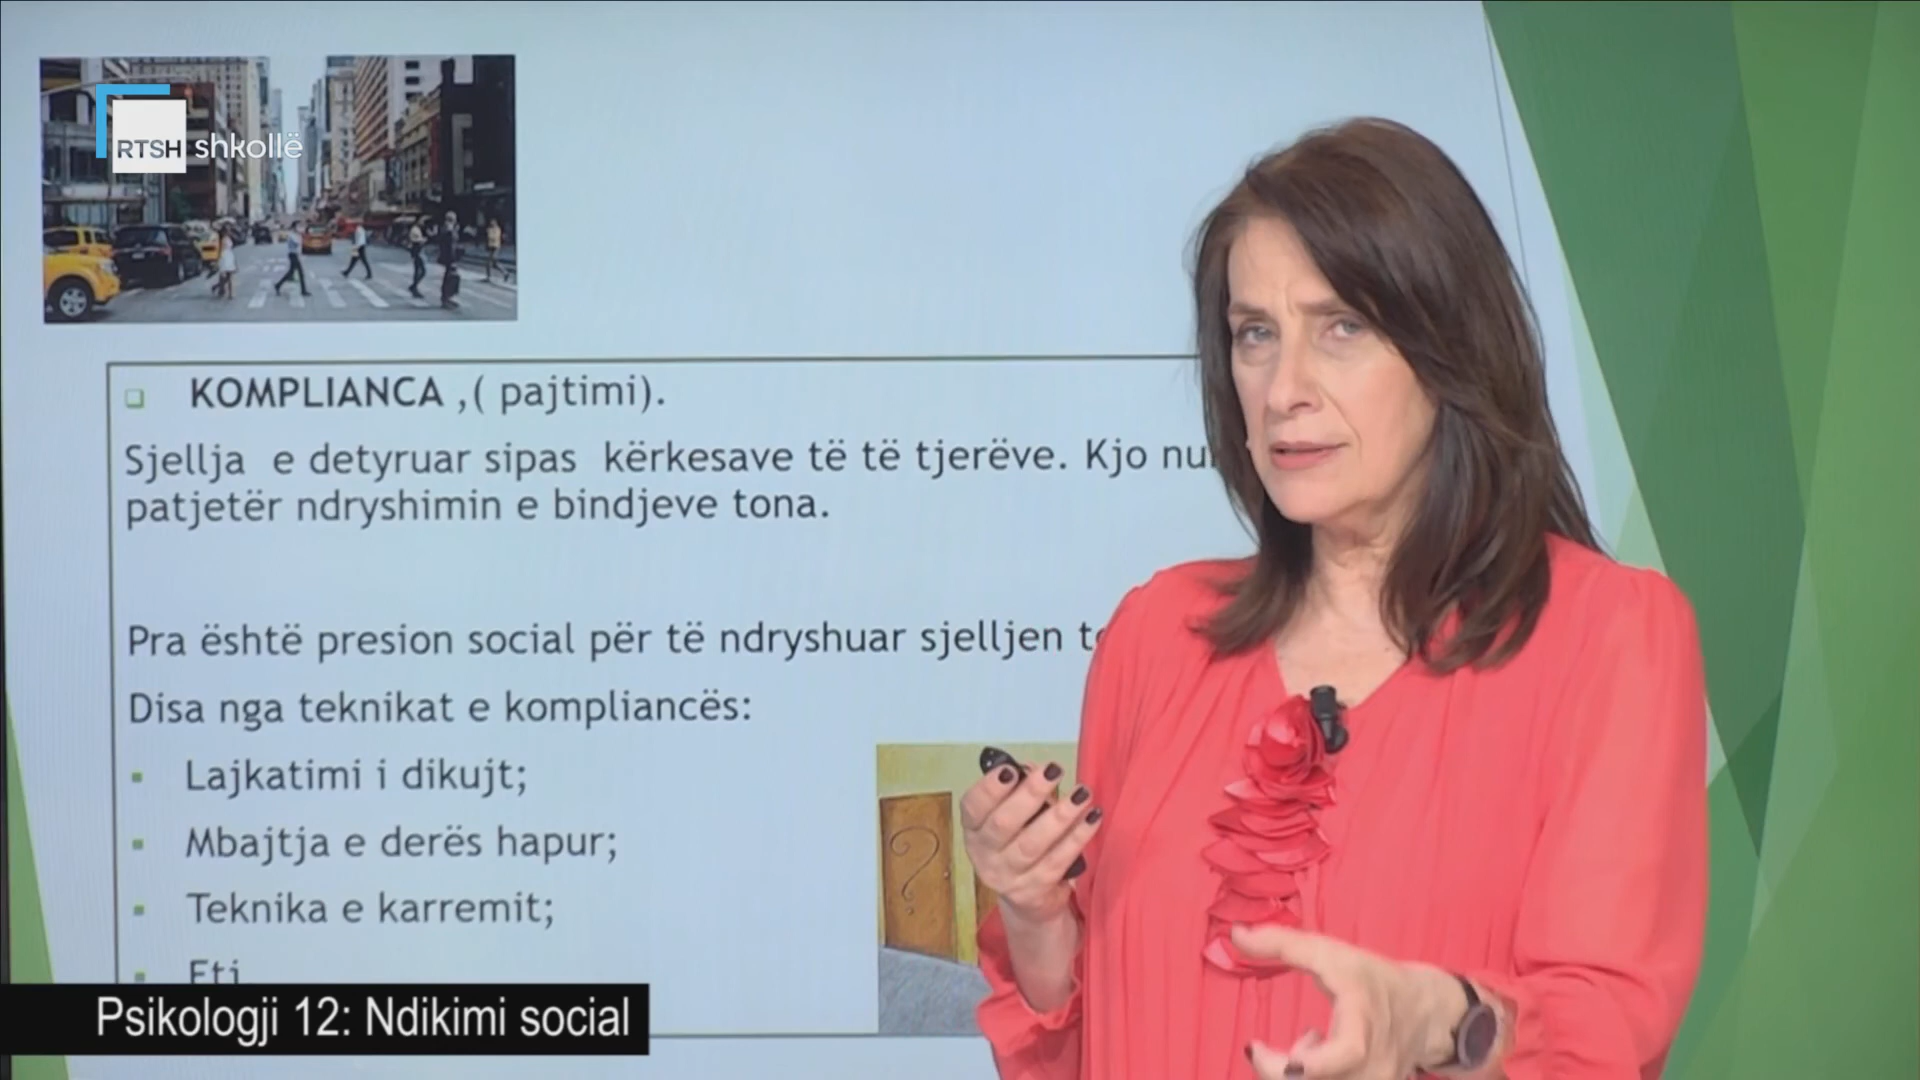 RTSH shkollë
KOMPLIANCA ,( pajtimi).
Sjellja e detyruar sipas kërkesave të të tjerëve. Kjo
patjetër ndryshimin e bindjeve tona.
Pra është presion social për të ndryshuar sjelljen
Disa nga teknikat e kompliancës:
Lajkatimi i dikujt;
Mbajtja e derës hapur;
Teknika e karremit;
Psikologji 12: Ndikimi social